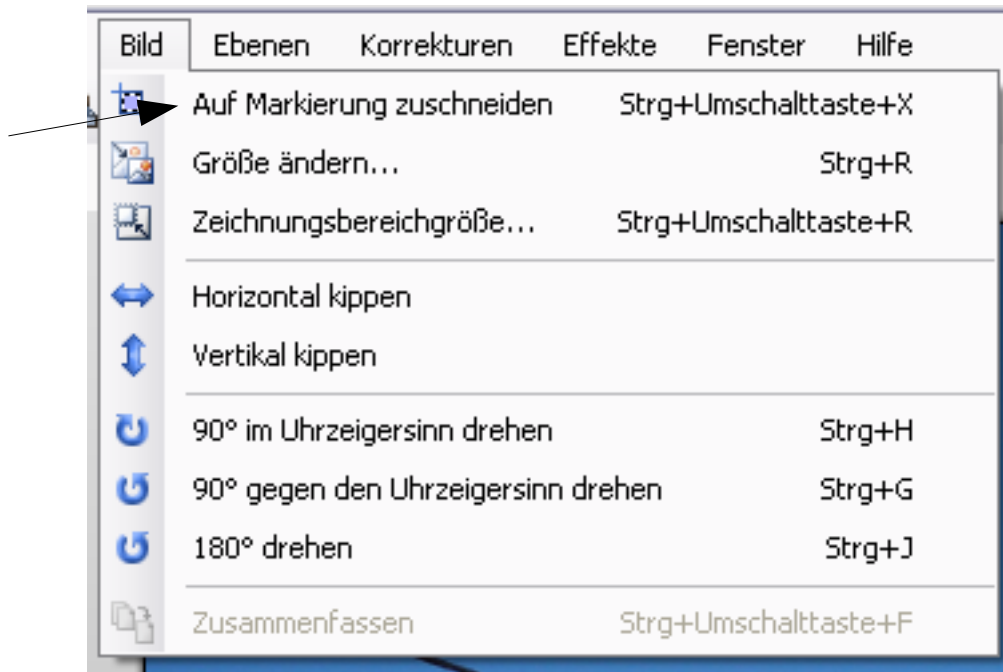 Bild Ebenen Korrekturen Effekte Fenster Hilfe
Auf Markierung zuschneiden Strg+Umschalttaste+X
Größe ändern... Strg+R
Zeichnungsbereichgröße... Strg+Umschalttaste+R
Horizontal kippen
Vertikal kippen
90° im Uhrzeigersinn drehen Strg+H
90° gegen den Uhrzeigersinn drehen Strg+G
180° drehen Strg+J
Zusammenfassen Strg+Umschalttaste+F